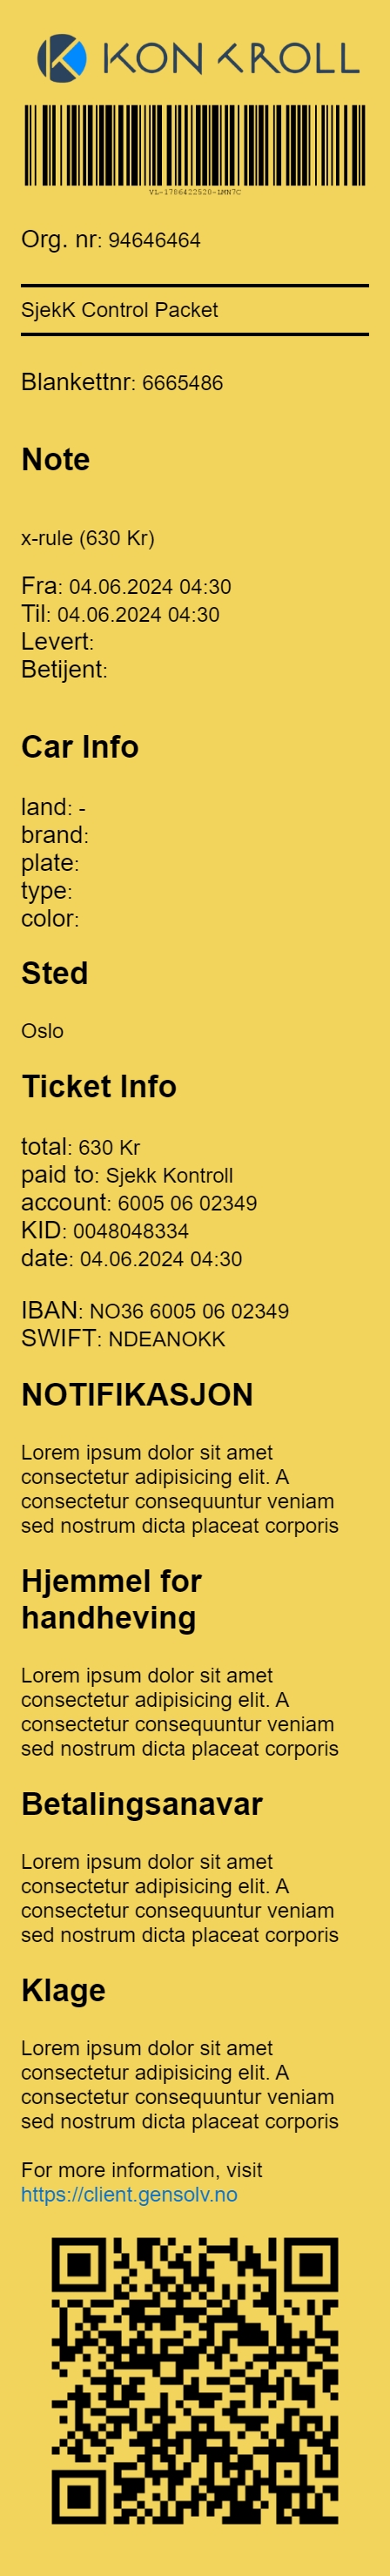 KONTROLL
VL-1786422520-LMN7C
Org. nr: 94646464
SjekK Control Packet
Blankettnr: 6665486
Note
x-rule (630 Kr)
Fra: 04.06.2024 04:30
Til: 04.06.2024 04:30
Levert:
Betijent:
Car Info
land: -
brand:
plate:
type:
color:
Sted
Oslo
Ticket Info
total: 630 Kr
paid to: Sjekk Kontroll
account: 6005 06 02349
KID: 0048048334
date: 04.06.2024 04:30
IBAN: NO36 6005 06 02349
SWIFT: NDEANOKK
NOTIFIKASJON
Lorem ipsum dolor sit amet
consectetur adipisicing elit. A
consectetur consequuntur veniam
sed nostrum dicta placeat corporis
Hjemmel for
handheving
Lorem ipsum dolor sit amet
consectetur adipisicing elit. A
consectetur consequuntur veniam
sed nostrum dicta placeat corporis
Betalingsanavar
Lorem ipsum dolor sit amet
consectetur adipisicing elit. A
consectetur consequuntur veniam
sed nostrum dicta placeat corporis
Klage
Lorem ipsum dolor sit amet
consectetur adipisicing elit. A
consectetur consequuntur veniam
sed nostrum dicta placeat corporis
For more information, visit
https://client.gensolv.no